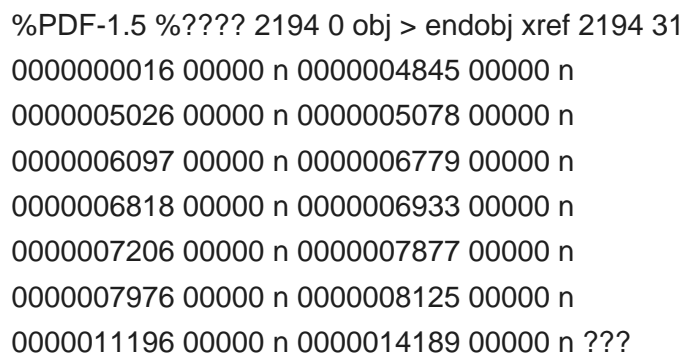 %PDF-1.5 %???? 2194 0 obj > endobj xref 2194 31
0000000016 00000 n 0000004845 00000 n
0000005026 00000 n 0000005078 00000 n
0000006097 00000 n 0000006779 00000 n
0000006818 00000 n 0000006933 00000 n
0000007206 00000 n 0000007877 00000 n
0000007976 00000 n 0000008125 00000 n
0000011196 00000 n 0000014189 00000 n ???